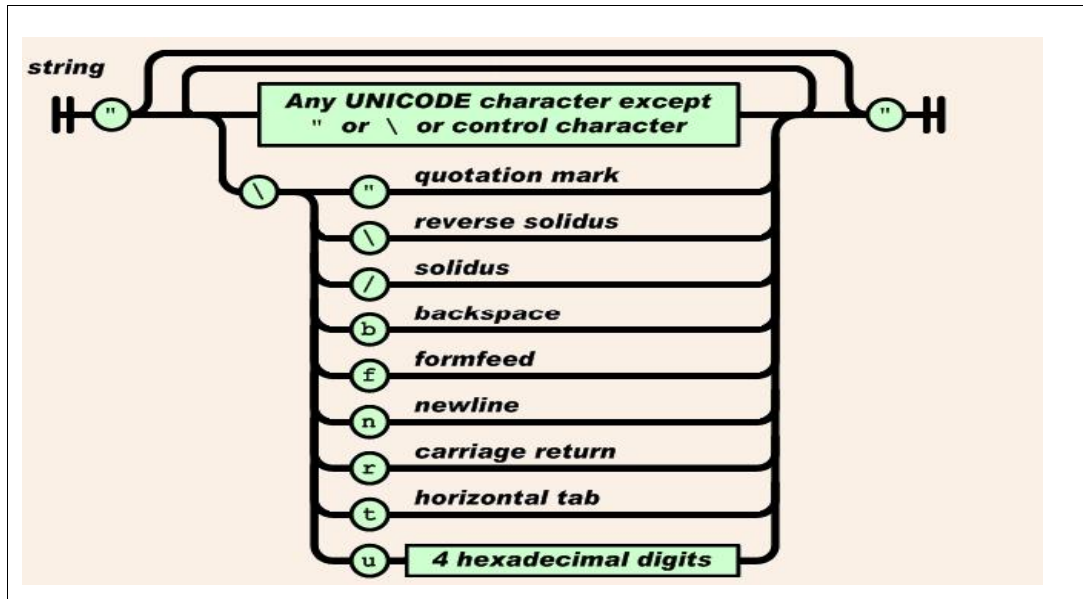 string
" Any UNICODE character except "
" or \ or control character
\ " quotation mark
\ reverse solidus
/ solidus
b backspace
f formfeed
n newline
r carriage return
t horizontal tab
u 4 hexadecimal digits